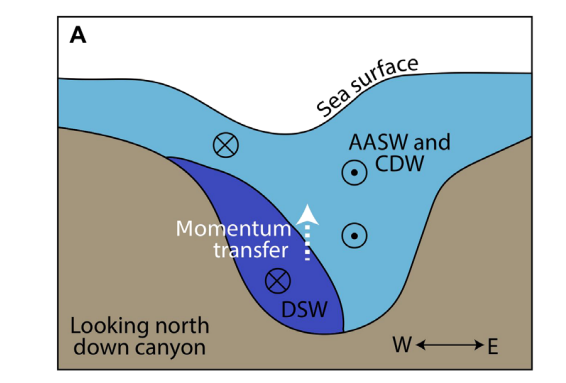 A
Sea surface
AASW and
CDW
Momentum
transfer
DSW
Looking north
down canyon
W
E